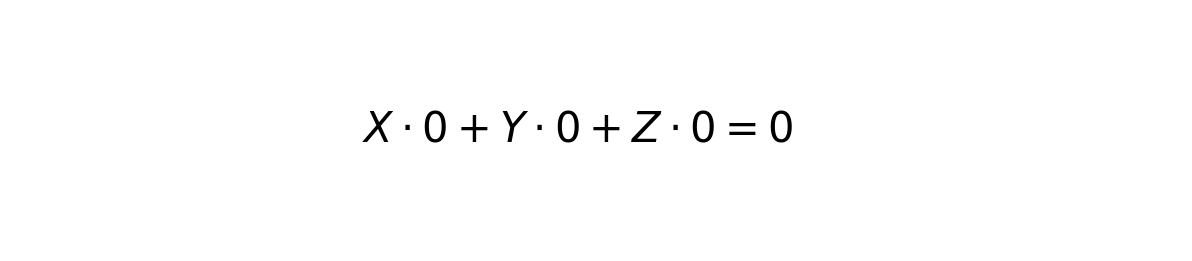 X · 0 + Y · 0 + Z · 0 = 0